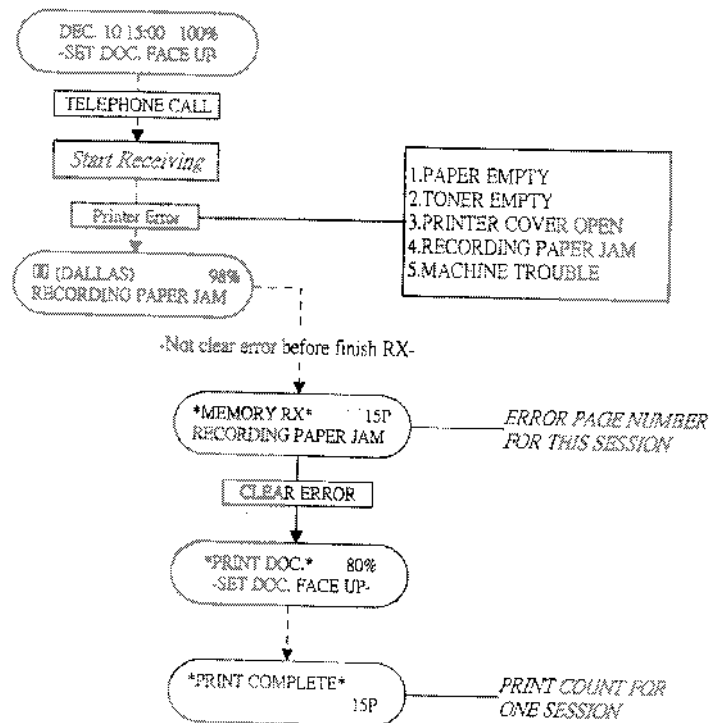 DEC. 10 15:00 100%
-SET DOC. FACE UP-
TELEPHONE CALL
Start Receiving
Printer Error
1.PAPER EMPTY
2.TONER EMPTY
3.PRINTER COVER OPEN
4.RECORDING PAPER JAM
5.MACHINE TROUBLE
(DALLAS) 98%
RECORDING PAPER JAM
-Not clear error before finish RX-
*MEMORY RX* 15P
RECORDING PAPER JAM
ERROR PAGE NUMBER
FOR THIS SESSION
CLEAR ERROR
*PRINT DOC.* 80%
-SET DOC. FACE UP-
*PRINT COMPLETE*
15P
PRINT COUNT FOR
ONE SESSION